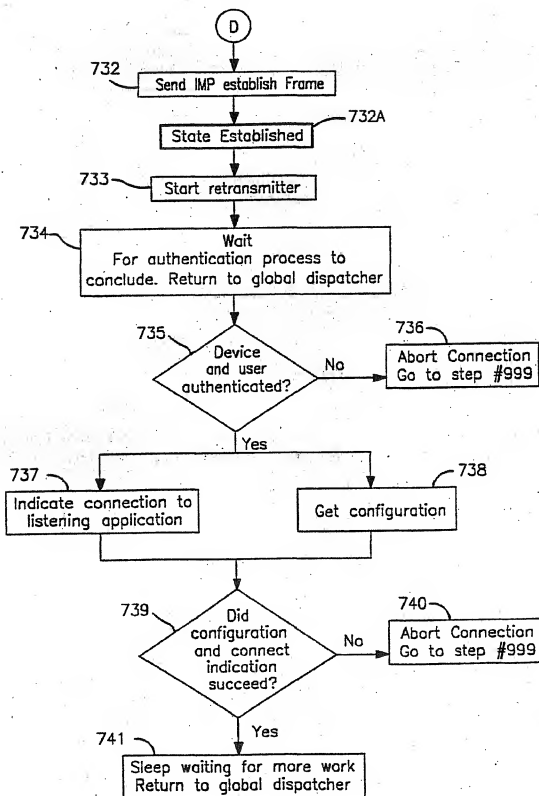 D
732
Send IMP establish Frame
732A
State Established
733
Start retransmitter
734
Wait
For authentication process to
conclude. Return to global dispatcher
735
Device
and user
authenticated?
No
736
Abort Connection
Go to step #999
Yes
737
Indicate connection to
listening application
738
Get configuration
739
Did
configuration
and connect
indication
succeed?
No
740
Abort Connection
Go to step #999
Yes
741
Sleep waiting for more work
Return to global dispatcher